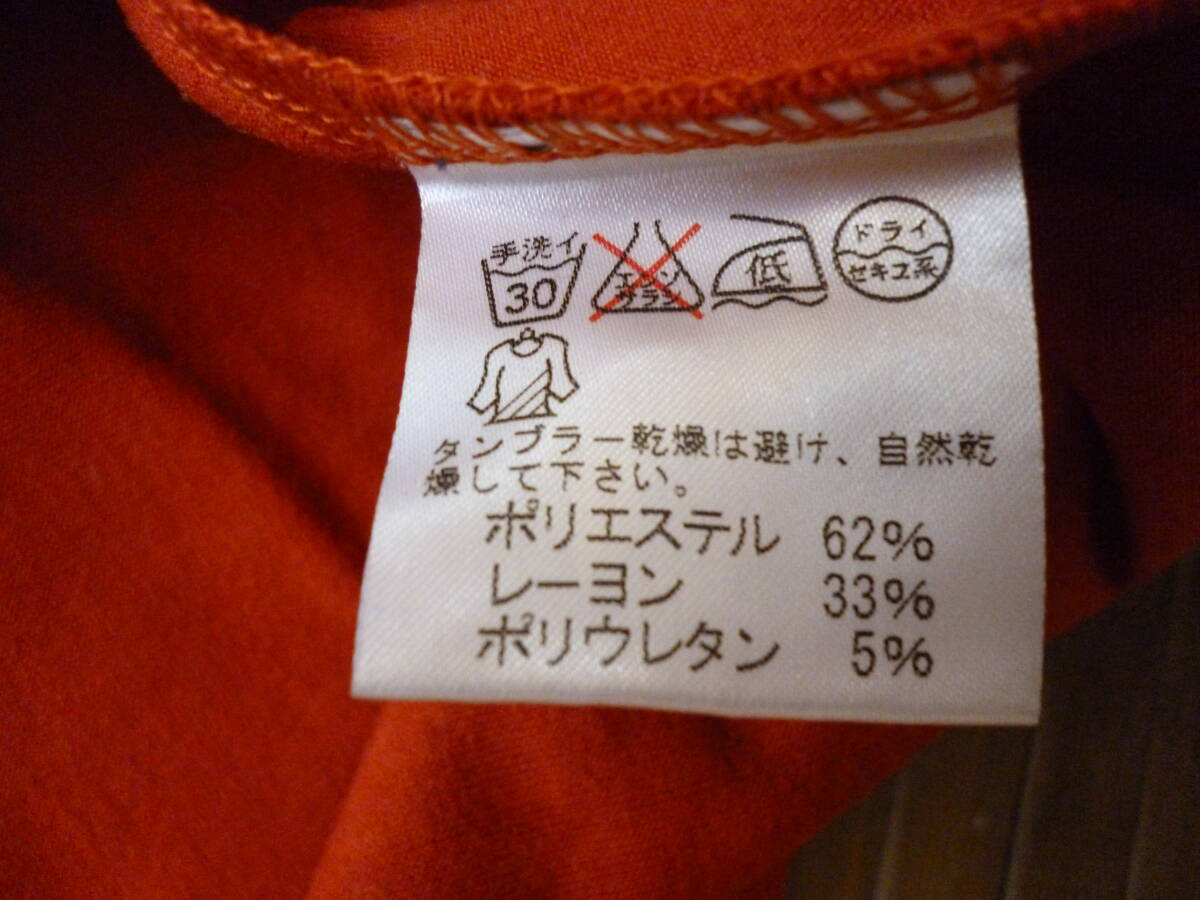 手洗イ
30
エンソ
サラシ
低
ドライ
セキユ系
タンブラー乾燥は避け、自然乾
燥して下さい。
ポリエステル 62%
レーヨン 33%
ポリウレタン 5%